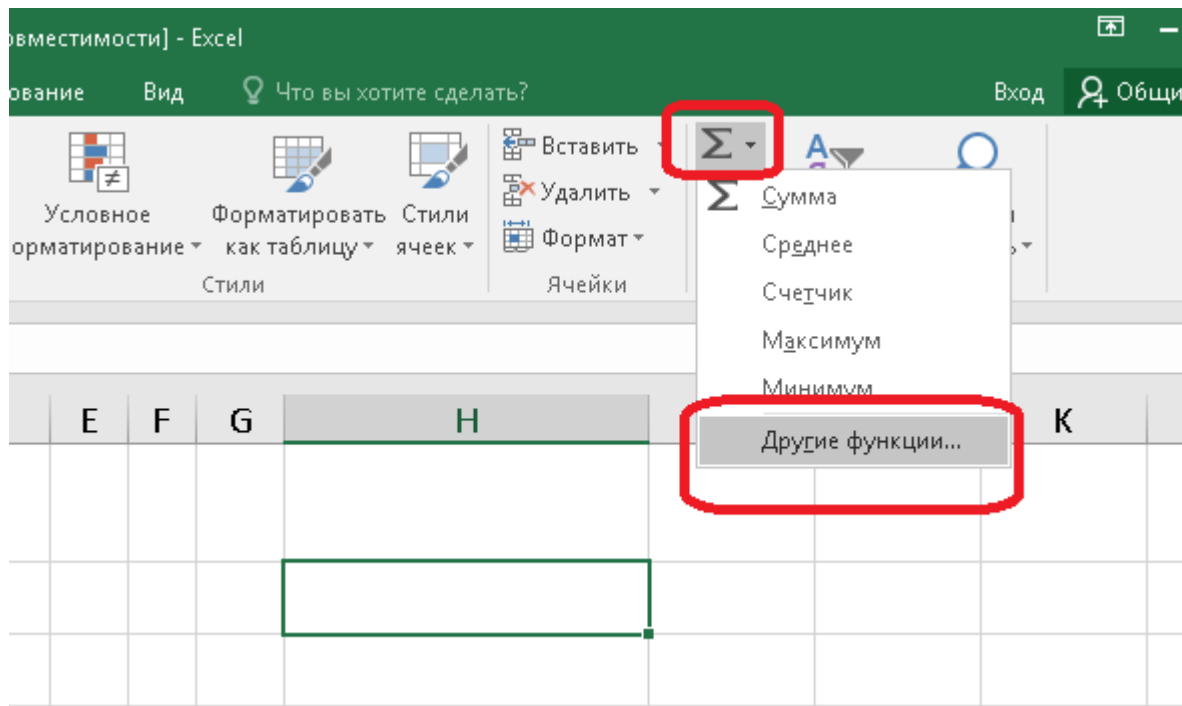 овместимости] - Excel
ование Вид Что вы хотите сделать? Вход Общи
Вставить
Удалить
Формат
Условное
орматирование
Форматировать
как таблицу
Стили
ячеек
Стили
Ячейки
Сумма
Среднее
Счетчик
Максимум
Минимум
Другие функции...
E F G H K